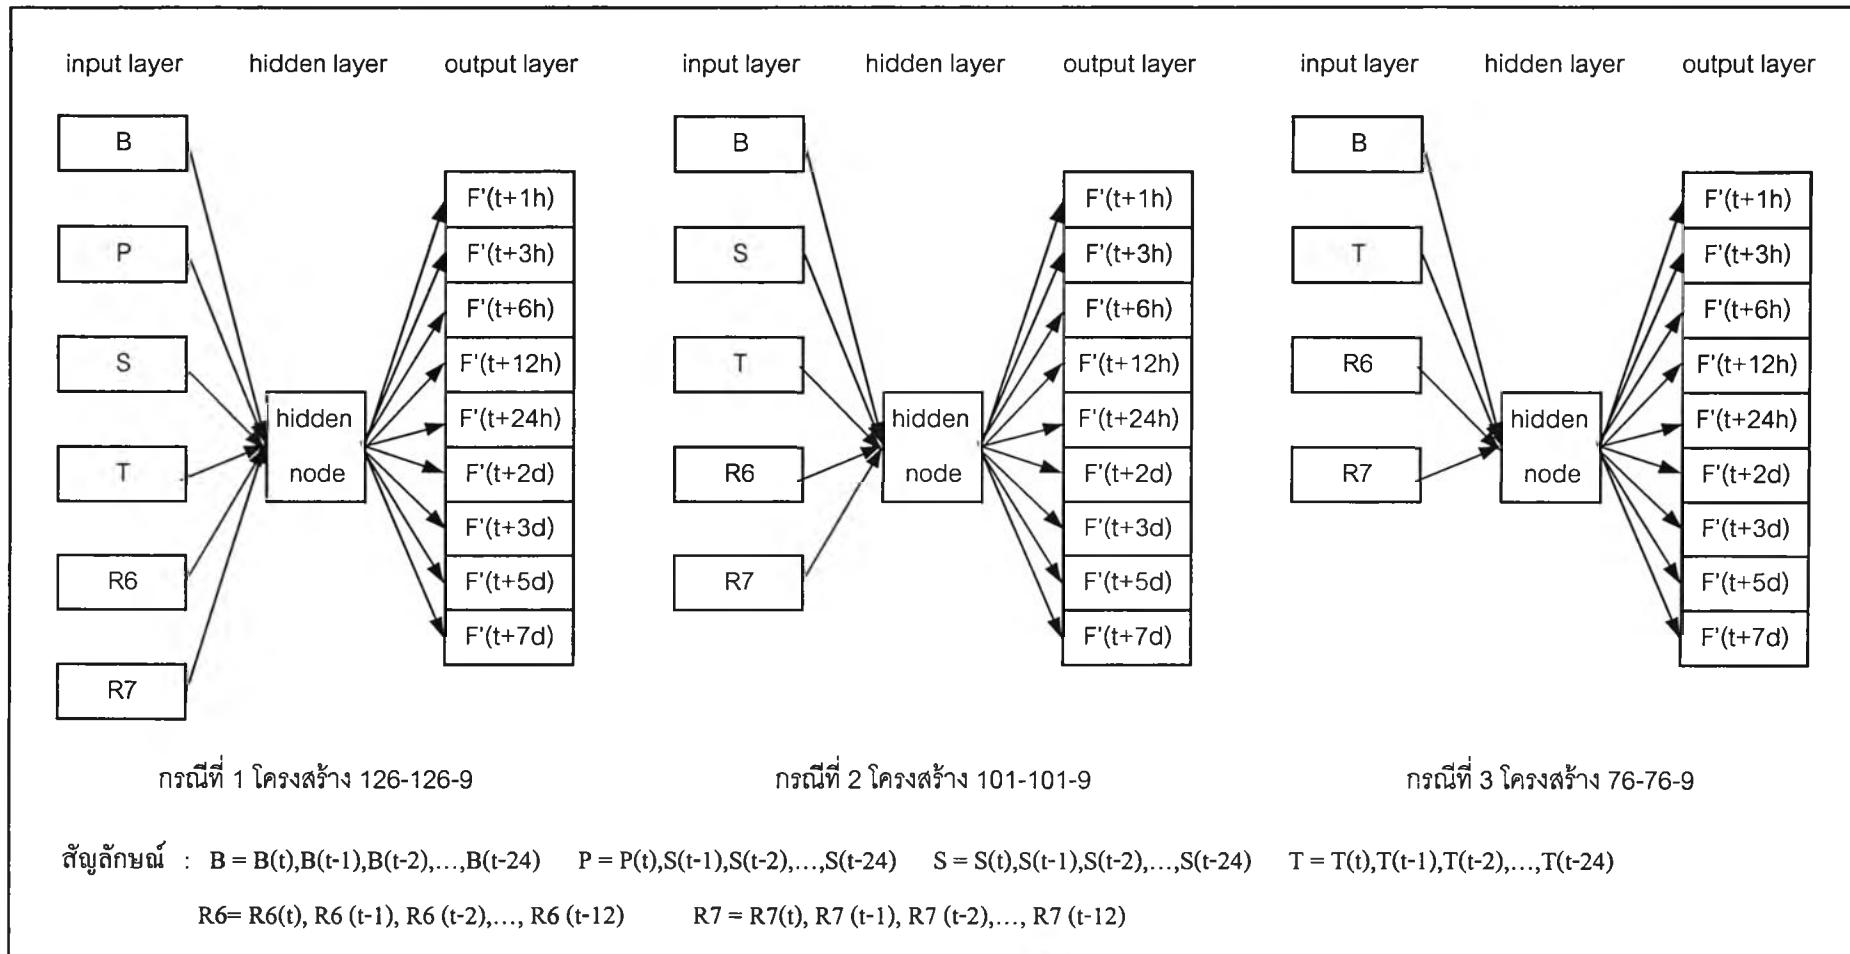 input layer hidden layer output layer
B
P
S
T
R6
R7
hidden
node
F'(t+1h)
F'(t+3h)
F'(t+6h)
F'(t+12h)
F'(t+24h)
F'(t+2d)
F'(t+3d)
F'(t+5d)
F'(t+7d)
กรณีที่ 1 โครงสร้าง 126-126-9
input layer hidden layer output layer
B
S
T
R6
R7
hidden
node
F'(t+1h)
F'(t+3h)
F'(t+6h)
F'(t+12h)
F'(t+24h)
F'(t+2d)
F'(t+3d)
F'(t+5d)
F'(t+7d)
กรณีที่ 2 โครงสร้าง 101-101-9
input layer hidden layer output layer
B
T
R6
R7
hidden
node
F'(t+1h)
F'(t+3h)
F'(t+6h)
F'(t+12h)
F'(t+24h)
F'(t+2d)
F'(t+3d)
F'(t+5d)
F'(t+7d)
กรณีที่ 3 โครงสร้าง 76-76-9
สัญลักษณ์ : B = B(t),B(t-1),B(t-2),...,B(t-24) P = P(t),S(t-1),S(t-2),...,S(t-24) S = S(t),S(t-1),S(t-2),...,S(t-24) T = T(t),T(t-1),T(t-2),...,T(t-24)
R6= R6(t), R6 (t-1), R6 (t-2),..., R6 (t-12) R7 = R7(t), R7 (t-1), R7 (t-2),..., R7 (t-12)